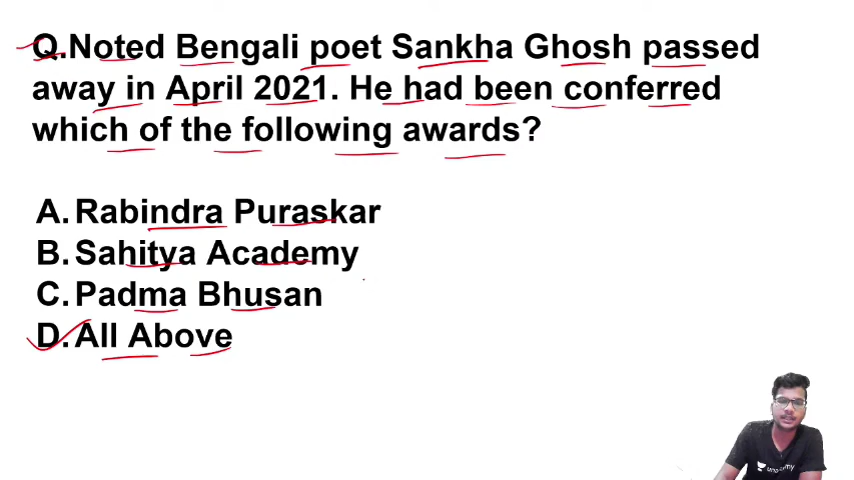 Q.Noted Bengali poet Sankha Ghosh passed
away in April 2021. He had been conferred
which of the following awards?
A. Rabindra Puraskar
B. Sahitya Academy
C. Padma Bhusan
D. All Above